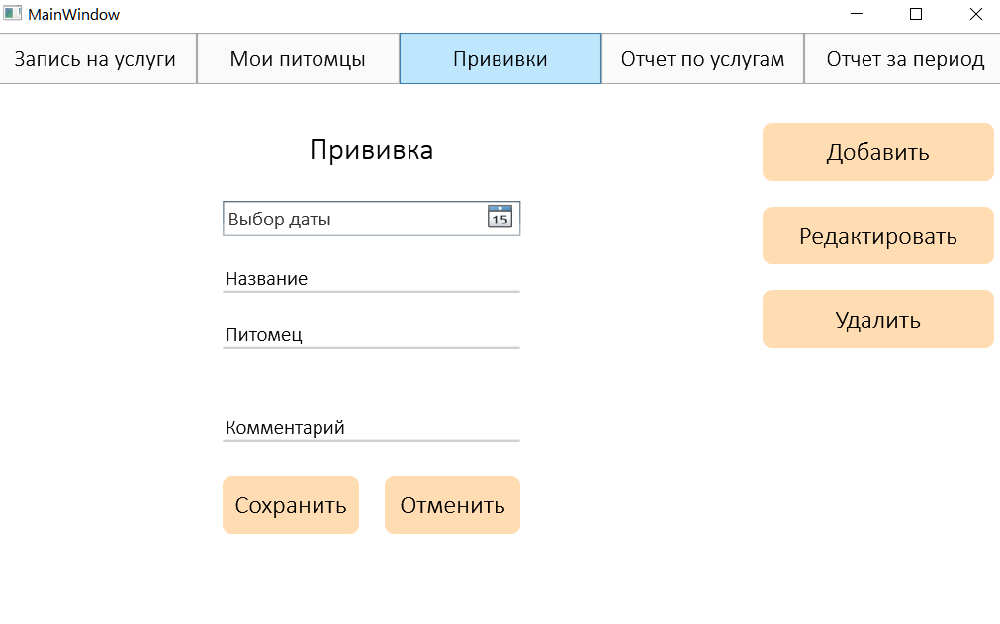 MainWindow
Запись на услуги
Мои питомцы
Прививки
Отчет по услугам
Отчет за период
Прививка
Выбор даты
15
Название
Питомец
Комментарий
Сохранить
Отменить
Добавить
Редактировать
Удалить